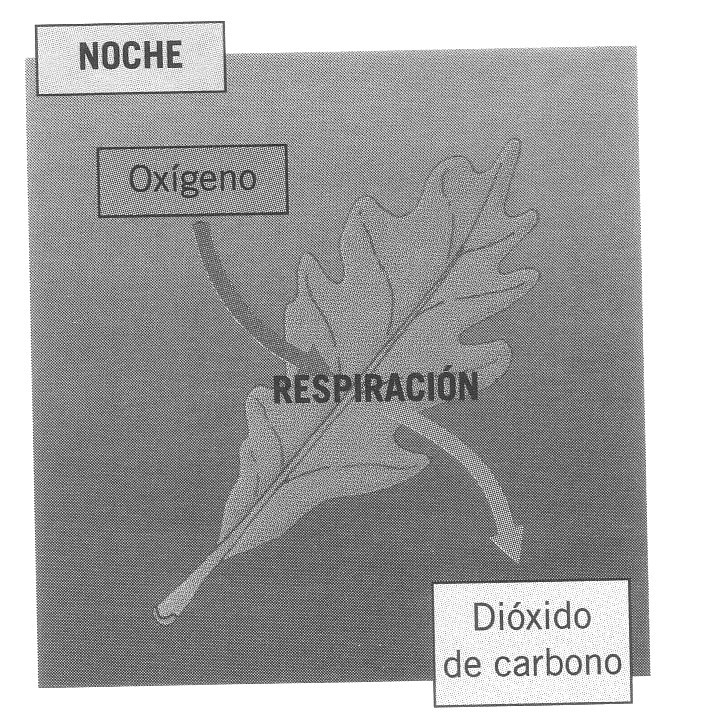 NOCHE
Oxígeno
RESPIRACIÓN
Dióxido
de carbono